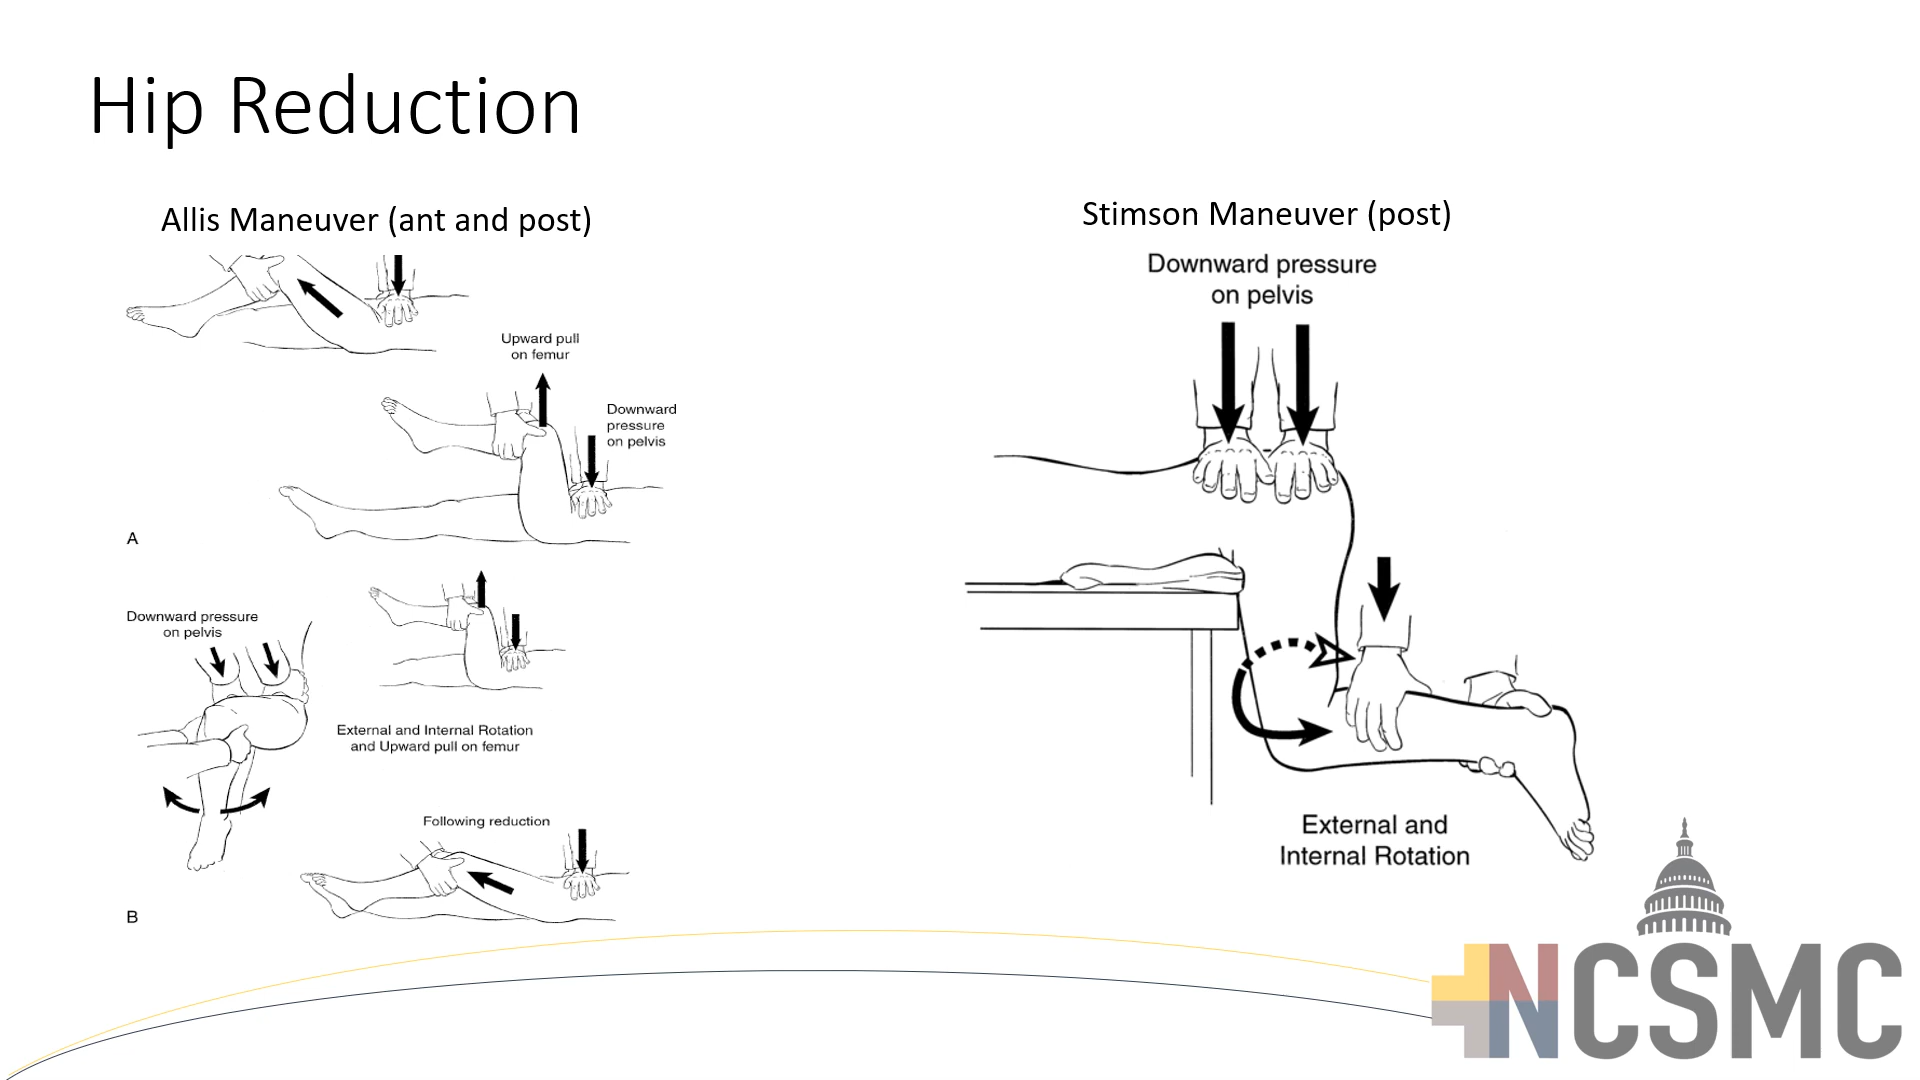 Hip Reduction
Allis Maneuver (ant and post)
Upward pull
on femur
Downward
pressure
on pelvis
A
Downward pressure
on pelvis
External and Internal Rotation
and Upward pull on femur
Following reduction
B
Stimson Maneuver (post)
Downward pressure
on pelvis
External and
Internal Rotation
NCSMC